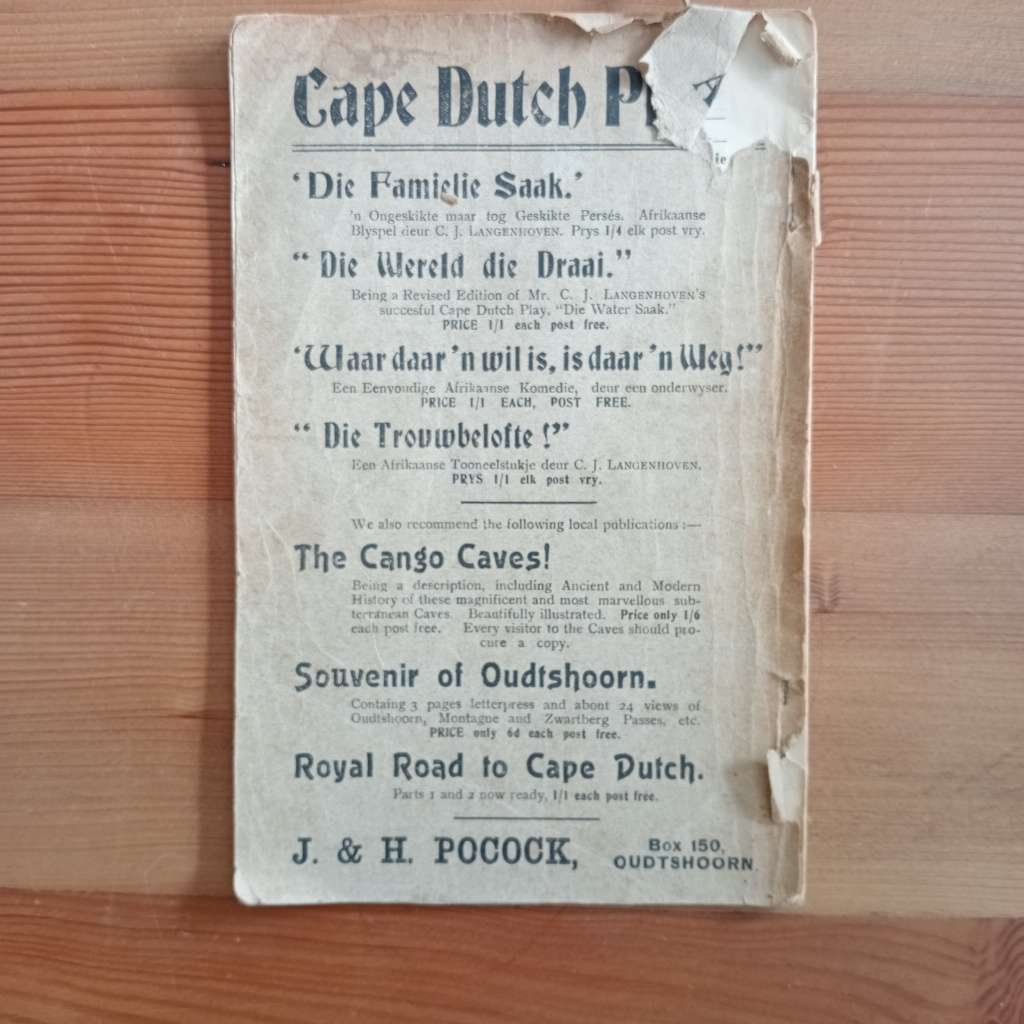 Cape Dutch P
A
ie
'Die Familie Saak.'
'n Ongeskikte maar tog Geskikte Persés. Afrikaanse
Blyspel deur C. J. LANGENHOVEN. Prys 1/4 elk post vry.
"Die Wereld die Draai."
Being a Revised Edition of Mr. C. J. LANGENHOVEN'S
succesful Cape Dutch Play, "Die Water Saak."
PRICE 1/1 each post free.
'Waar daar 'n wil is, is daar 'n Weg!"
Een Eenvoudige Afrikaanse Komedie, deur een onderwyser.
PRICE 1/1 EACH, POST FREE.
"Die Trouwbelofte!"
Een Afrikaanse Tooneelstukje deur C. J. LANGENHOVEN.
PRYS 1/1 elk post vry.
We also recommend the following local publications :—
The Cango Caves!
Being a description, including Ancient and Modern
History of these magnificent and most marvellous sub-
terranean Caves. Beautifully illustrated. Price only 1/6
each post free. Every visitor to the Caves should pro-
cure a copy.
Souvenir of Oudtshoorn.
Containg 3 pages letterpress and about 24 views of
Oudtshoorn, Montague and Zwartberg Passes, etc.
PRICE only 6d each post free.
Royal Road to Cape Dutch.
Parts 1 and 2 now ready, 1/1 each post free.
J. & H. POCOCK, Box 150,
OUDTSHOORN.